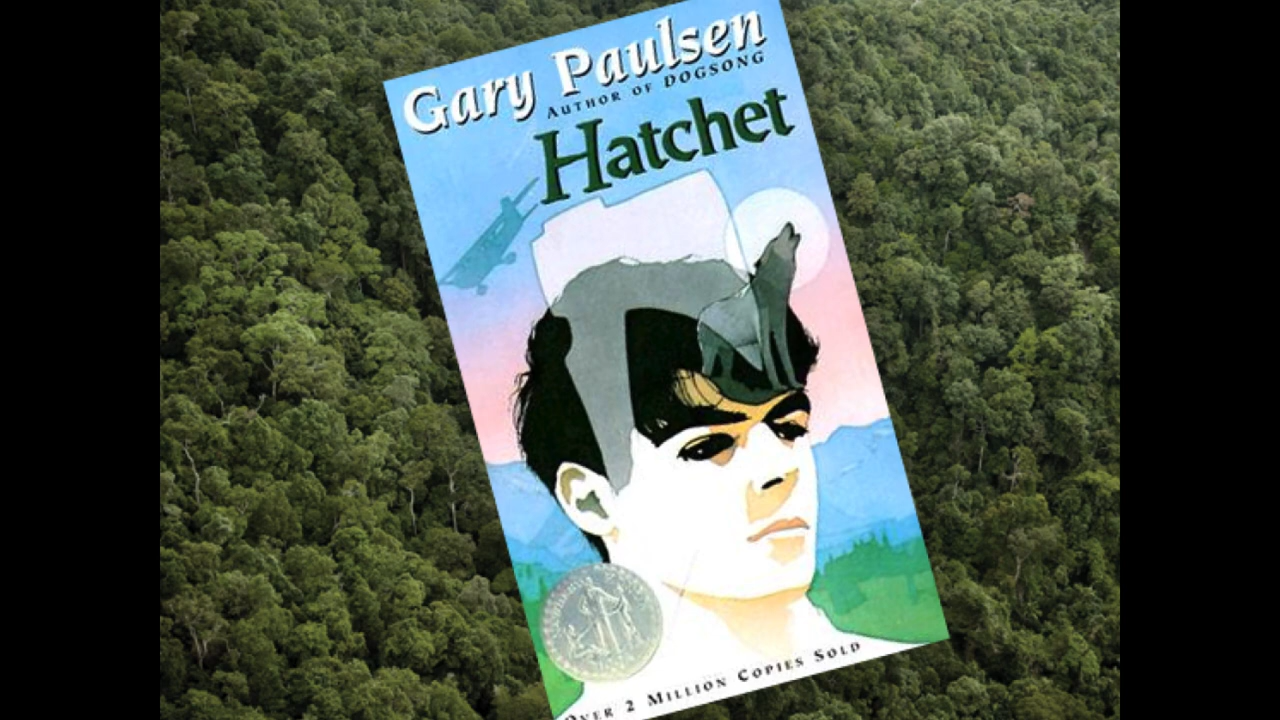 Gary Paulsen
AUTHOR OF DOGSONG
Hatchet
OVER 2 MILLION COPIES SOLD